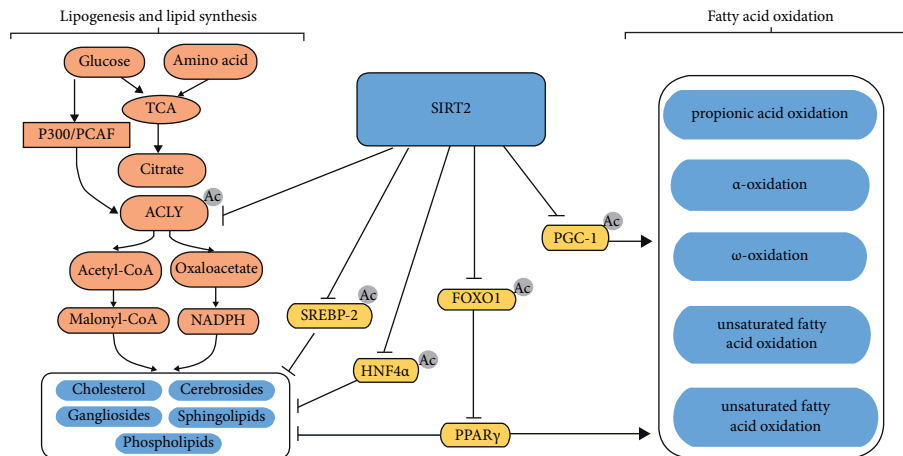 Lipogenesis and lipid synthesis
Fatty acid oxidation
Glucose
Amino acid
TCA
P300/PCAF
Citrate
Ac
ACLY
Acetyl-CoA
Oxaloacetate
Malonyl-CoA
NADPH
Cholesterol
Cerebrosides
Gangliosides
Sphingolipids
Phospholipids
SIRT2
Ac
SREBP-2
Ac
HNF4α
Ac
FOXO1
PPARγ
Ac
PGC-1
propionic acid oxidation
α-oxidation
ω-oxidation
unsaturated fatty
acid oxidation
unsaturated fatty
acid oxidation